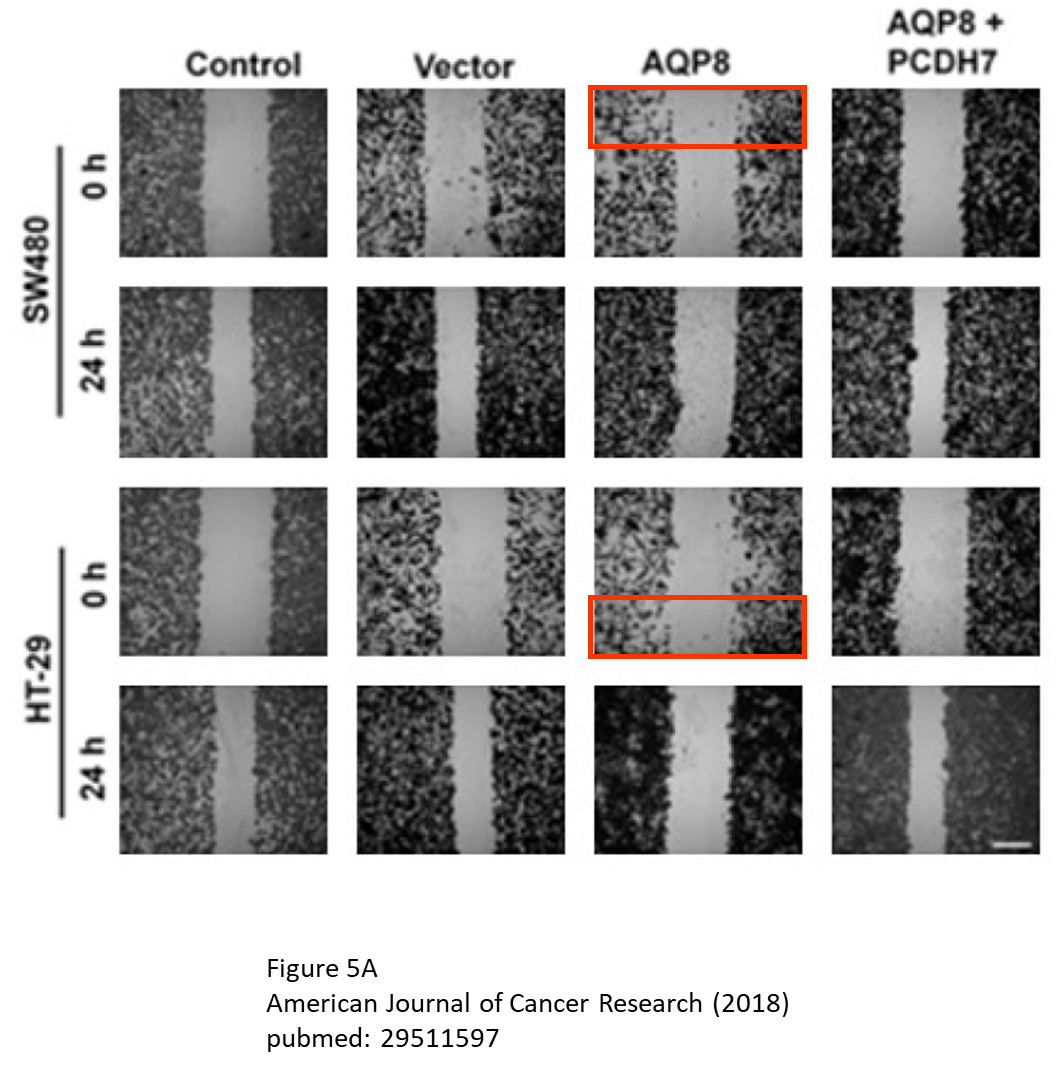 Control
Vector
AQP8
AQP8 +
PCDH7
SW480
0 h
24 h
HT-29
0 h
24 h
Figure 5A
American Journal of Cancer Research (2018)
pubmed: 29511597